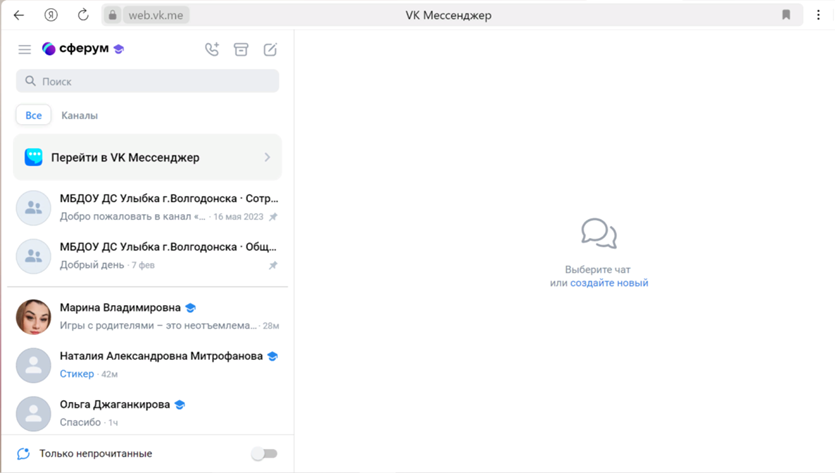 web.vk.me
VK Мессенджер
сферум
Поиск
Все
Каналы
Перейти в VK Мессенджер
МБДОУ ДС Улыбка г.Волгодонска · Сотр...
Добро пожаловать в канал «... · 16 мая 2023
МБДОУ ДС Улыбка г.Волгодонска · Общ...
Добрый день · 7 фев
Марина Владимировна
Игры с родителями – это неотъемлема... · 28м
Наталия Александровна Митрофанова
Стикер · 42м
Ольга Джаганкирова
Спасибо · 1ч
Только непрочитанные
Выберите чат
или создайте новый